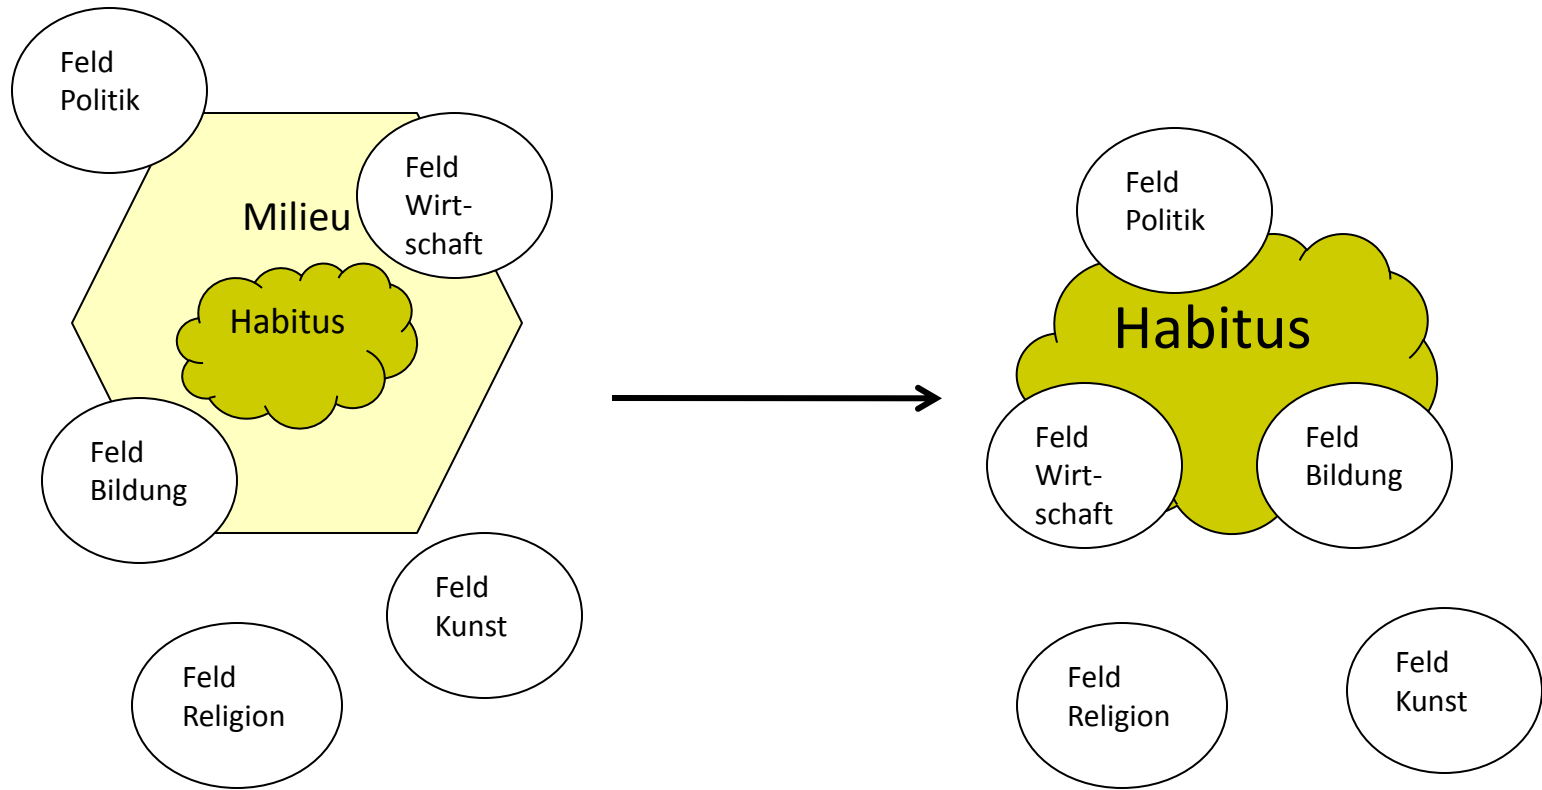 Feld
Politik
Feld
Wirt-
schaft
Milieu
Habitus
Feld
Bildung
Feld
Kunst
Feld
Religion
Feld
Politik
Habitus
Feld
Wirt-
schaft
Feld
Bildung
Feld
Religion
Feld
Kunst